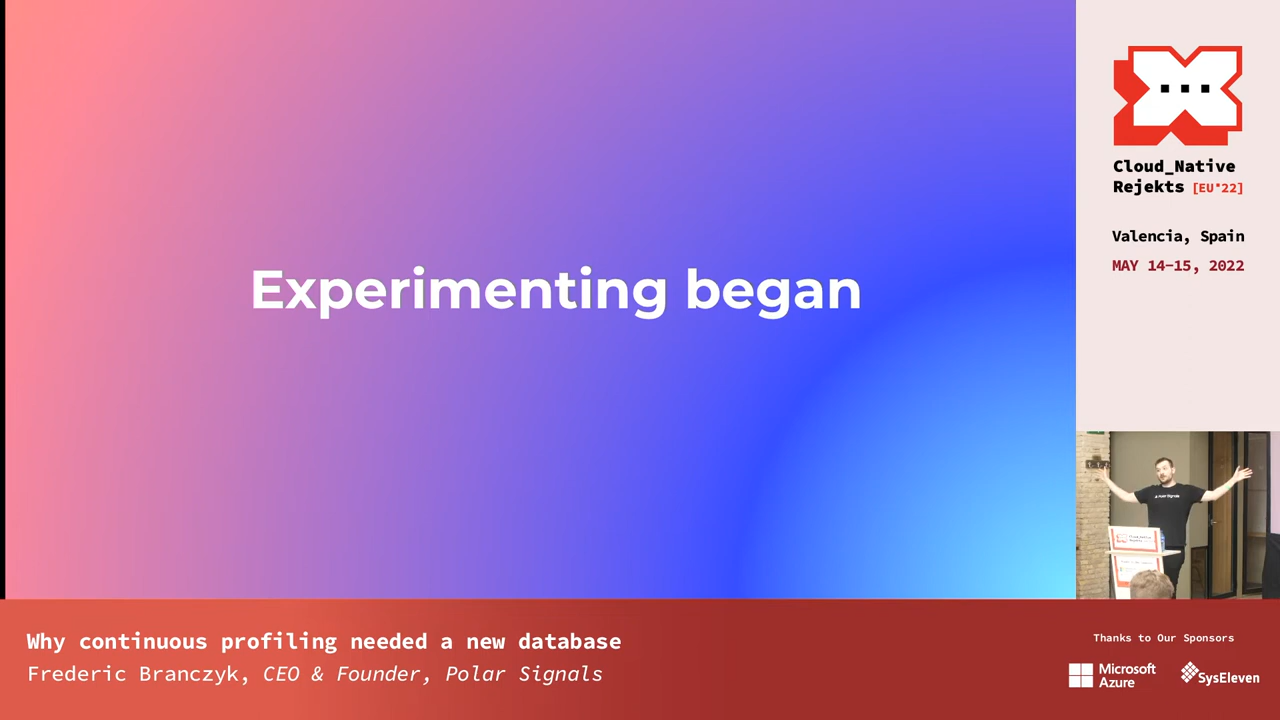 Experimenting began
Cloud_Native
Rejekts [EU*22]
Valencia, Spain
MAY 14-15, 2022
Why continuous profiling needed a new database
Frederic Branczyk, CEO & Founder, Polar Signals
Thanks to Our Sponsors
Microsoft
Azure
SysEleven